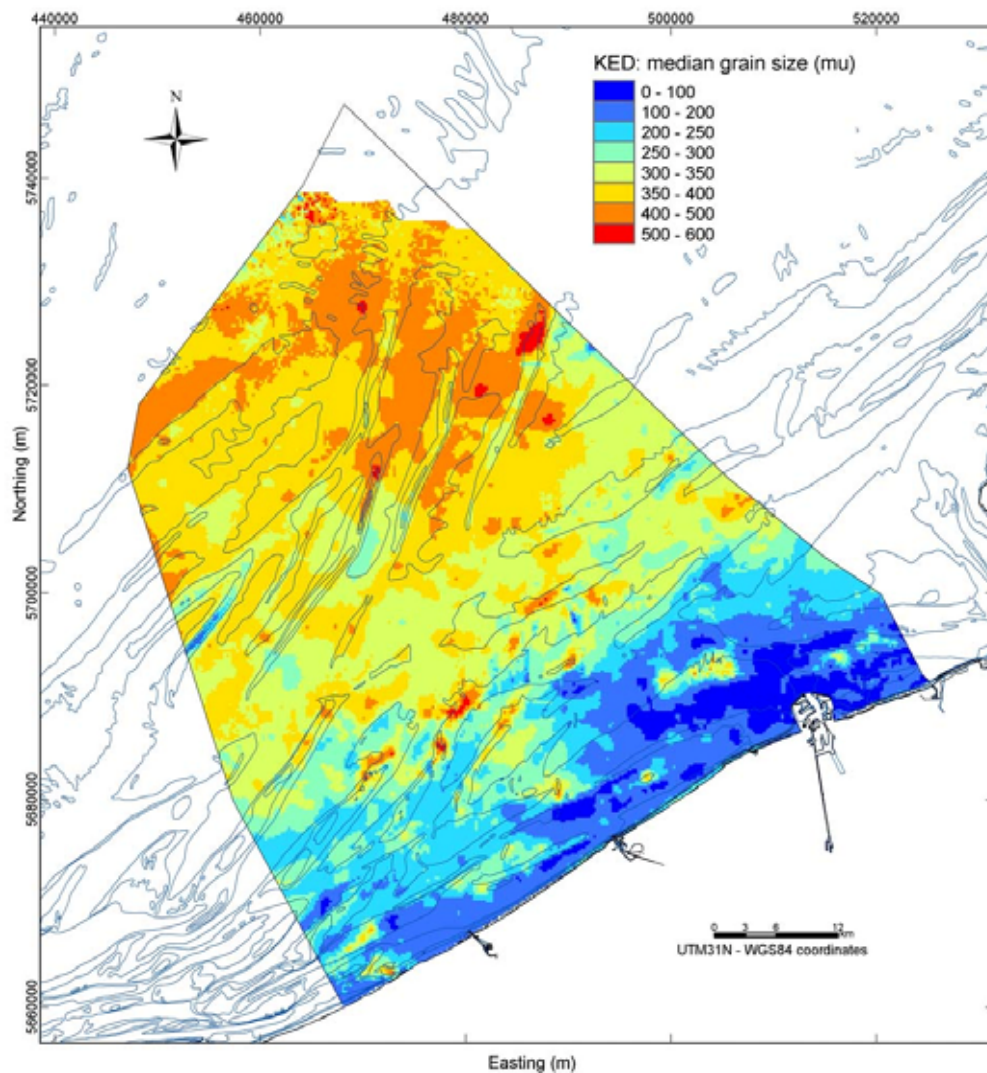 440000 460000 480000 500000 520000
KED: median grain size (mu)
0 - 100
100 - 200
200 - 250
250 - 300
300 - 350
350 - 400
400 - 500
500 - 600
N
5740000
5720000
Northing (m)
5700000
5680000
5660000
0 3 6 12
km
UTM31N - WGS84 coordinates
Easting (m)